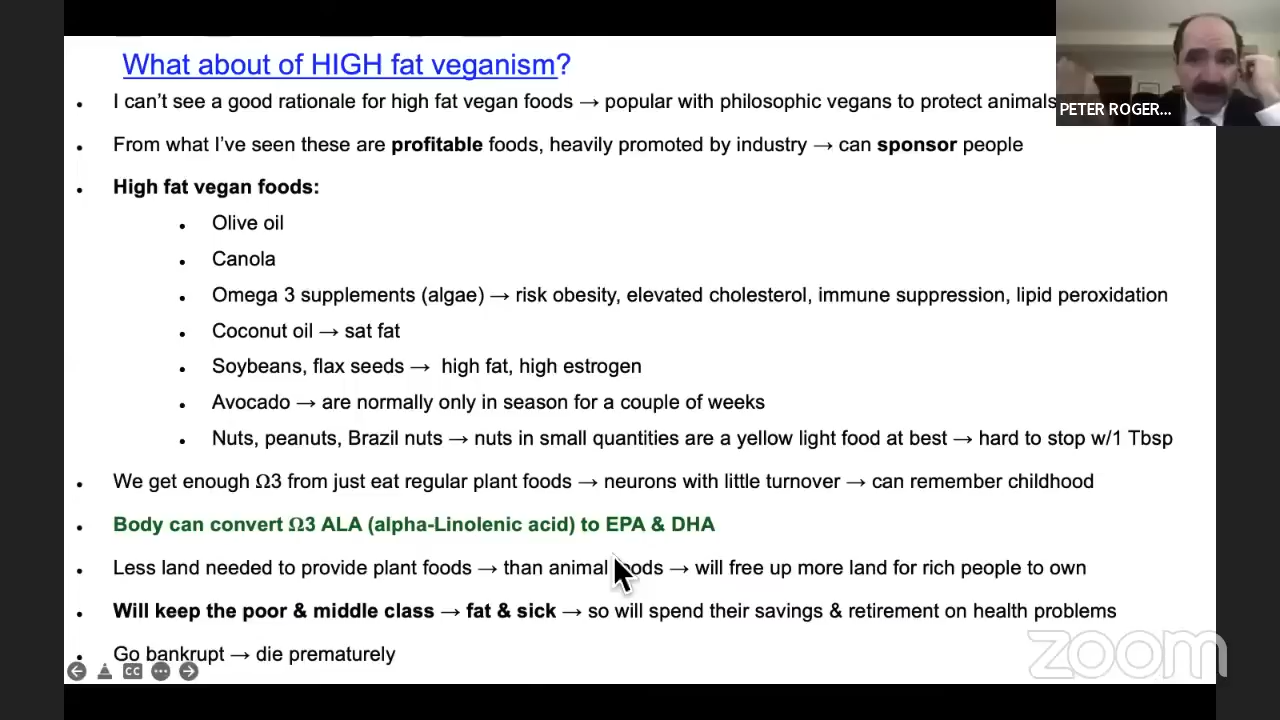 What about of HIGH fat veganism?
PETER ROGER...
• I can't see a good rationale for high fat vegan foods → popular with philosophic vegans to protect animals
• From what I've seen these are profitable foods, heavily promoted by industry → can sponsor people
• High fat vegan foods:
• Olive oil
• Canola
• Omega 3 supplements (algae) → risk obesity, elevated cholesterol, immune suppression, lipid peroxidation
• Coconut oil → sat fat
• Soybeans, flax seeds → high fat, high estrogen
• Avocado → are normally only in season for a couple of weeks
• Nuts, peanuts, Brazil nuts → nuts in small quantities are a yellow light food at best → hard to stop w/1 Tbsp
• We get enough Ω3 from just eat regular plant foods → neurons with little turnover → can remember childhood
• Body can convert Ω3 ALA (alpha-Linolenic acid) to EPA & DHA
• Less land needed to provide plant foods → than animal foods → will free up more land for rich people to own
• Will keep the poor & middle class → fat & sick → so will spend their savings & retirement on health problems
• Go bankrupt → die prematurely
CC
zoom